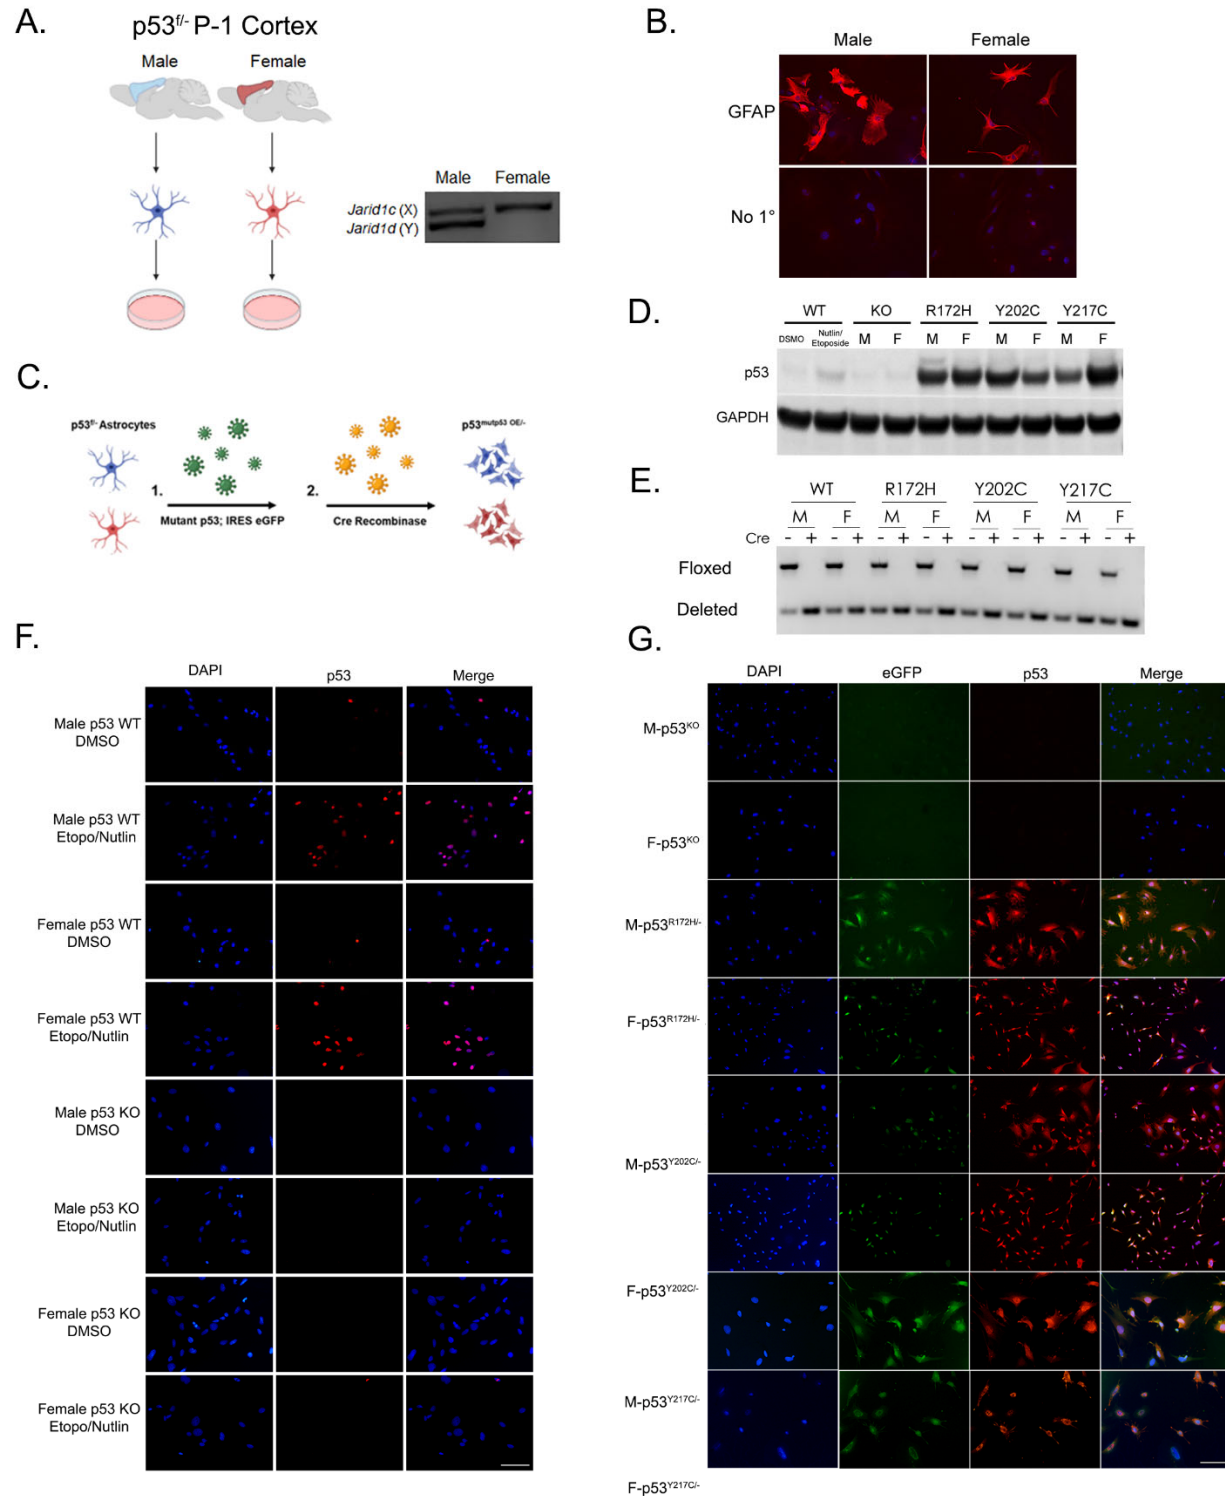 A.
p53f/- P-1 Cortex
Male Female
Male Female
Jarid1c (X)
Jarid1d (Y)
B.
Male Female
GFAP
No 1°
C.
p53f/- Astrocytes
p53mutp53 OE/-
1.
2.
Mutant p53; IRES eGFP
Cre Recombinase
D.
WT KO R172H Y202C Y217C
DSMO Nutlin/
Etoposide
M F M F M F M F
p53
GAPDH
E.
WT R172H Y202C Y217C
M F M F M F M F
Cre - + - + - + - + - + - + - + - +
Floxed
Deleted
F.
DAPI p53 Merge
Male p53 WT
DMSO
Male p53 WT
Etopo/Nutlin
Female p53 WT
DMSO
Female p53 WT
Etopo/Nutlin
Male p53 KO
DMSO
Male p53 KO
Etopo/Nutlin
Female p53 KO
DMSO
Female p53 KO
Etopo/Nutlin
G.
DAPI eGFP p53 Merge
M-p53KO
F-p53KO
M-p53R172H/-
F-p53R172H/-
M-p53Y202C/-
F-p53Y202C/-
M-p53Y217C/-
F-p53Y217C/-